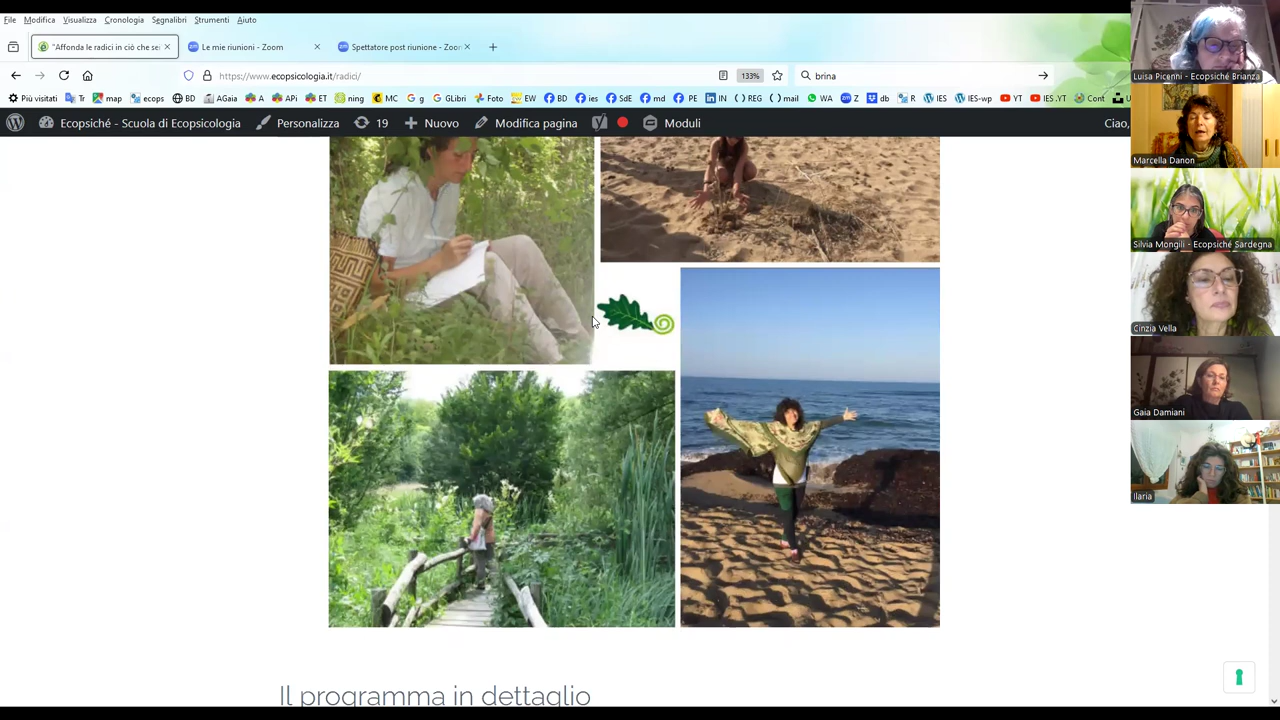 File Modifica Visualizza Cronologia Segnalibri Strumenti Aiuto
"Affonda le radici in ciò che sei
Le mie riunioni - Zoom
Spettatore post riunione - Zoom
https://www.ecopsicologia.it/radici/
133%
brina
Più visitati Tr map ecops BD AGaia A APi ET ning MC G g GLibri Foto EW BD ies SdE md PE IN REG mail WA Z db R IES IES-wp YT IES .YT Cont U
Ecopsiché - Scuola di Ecopsicologia Personalizza 19 Nuovo Modifica pagina Moduli Ciao,
Il programma in dettaglio
Luisa Picenni - Ecopsiché Brianza
Marcella Danon
Silvia Mongili - Ecopsiché Sardegna
Cinzia Vella
Gaia Damiani
Ilaria